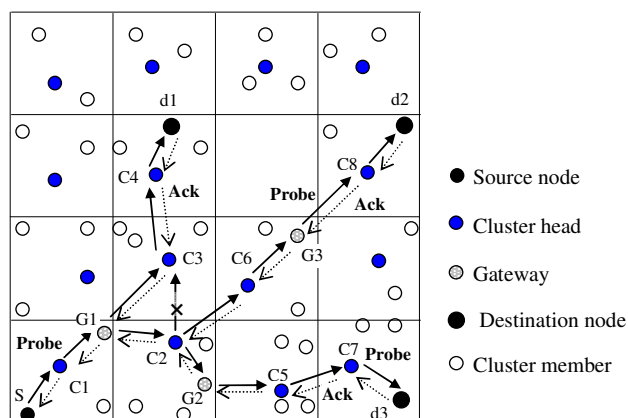 d1
d2
C4
C8
Ack
Probe
Ack
Source node
Cluster head
C3
C6
G3
Gateway
G1
Destination node
Probe
C2
C7
Probe
Cluster member
S
C1
G2
C5
Ack
d3